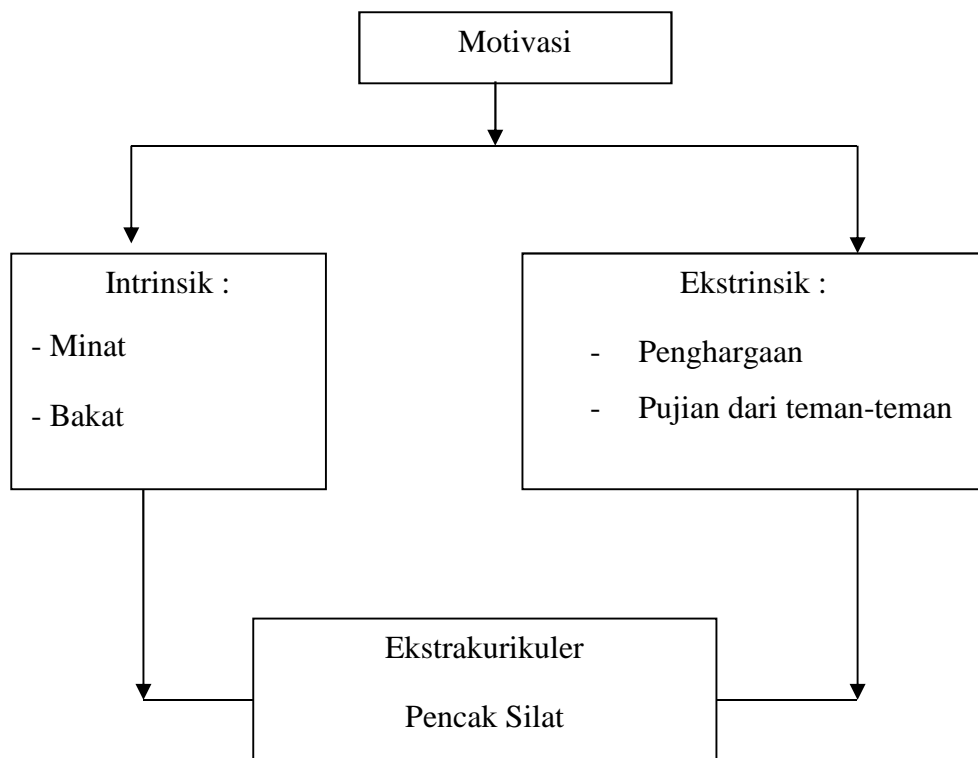 Motivasi
Intrinsik :
- Minat
- Bakat
Ekstrinsik :
- Penghargaan
- Pujian dari teman-teman
Ekstrakurikuler
Pencak Silat